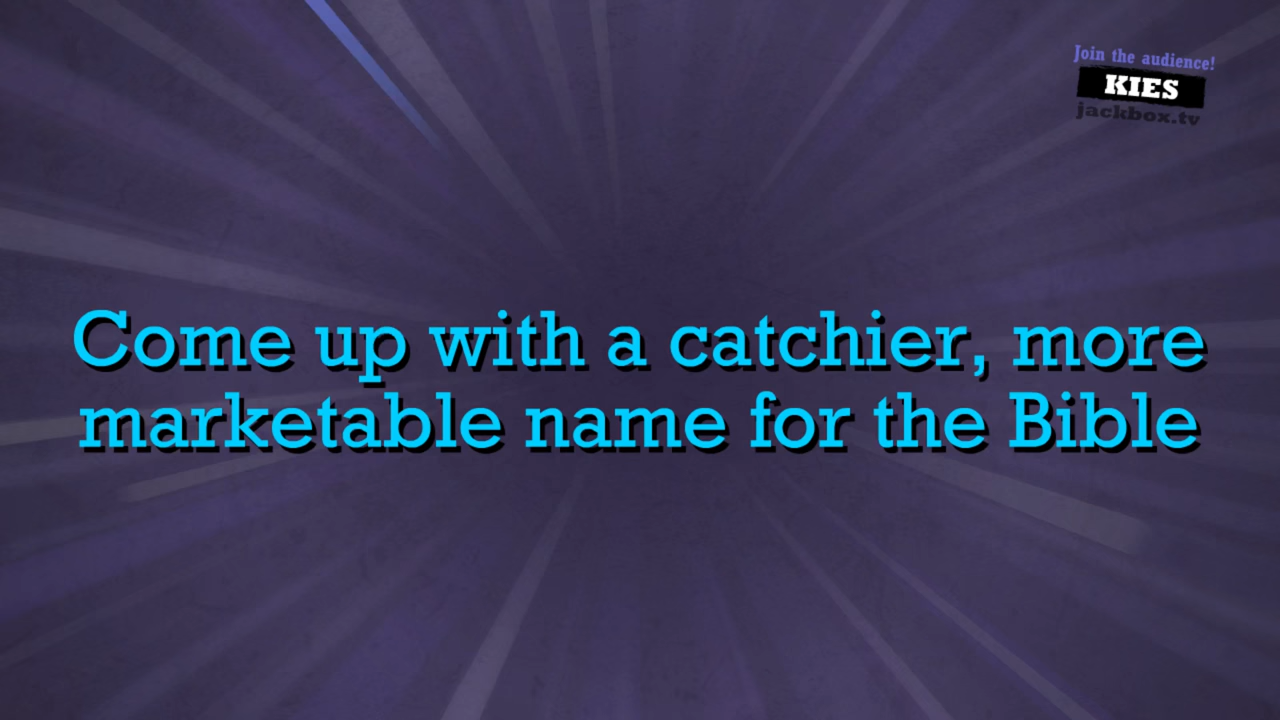 Join the audience!
KIES
jackbox.tv
Come up with a catchier, more
marketable name for the Bible